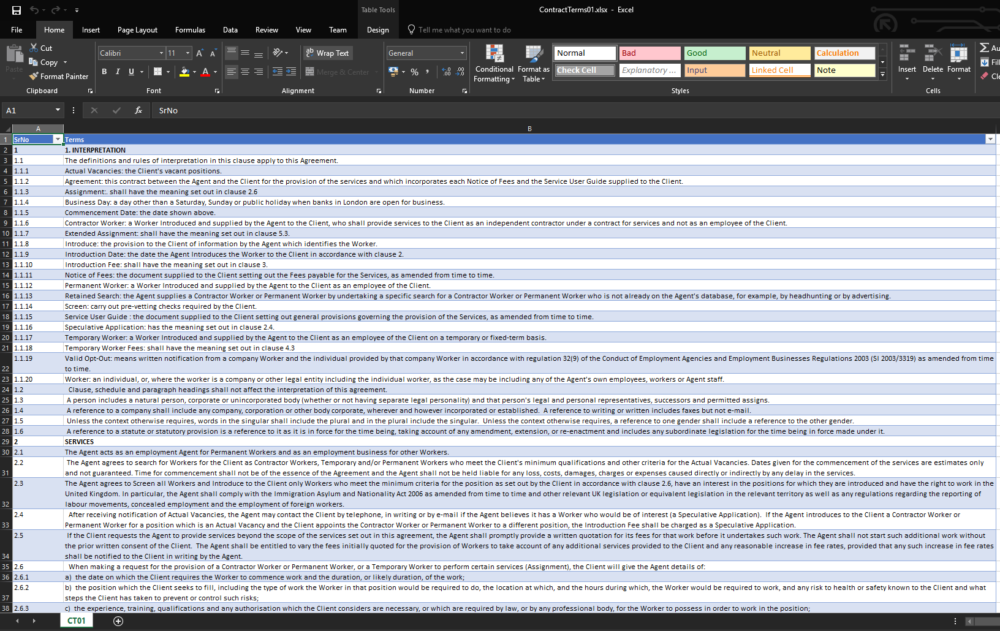 ContractTerms01.xlsx - Excel
Table Tools
File Home Insert Page Layout Formulas Data Review View Team Design Tell me what you want to do
Paste
Cut
Copy
Format Painter
Clipboard
Calibri 11
B I U
Font
Wrap Text
Merge & Center
Alignment
General
Number
Conditional Formatting
Format as Table
Normal Bad Good Neutral Calculation
Check Cell Explanatory ... Input Linked Cell Note
Styles
Insert Delete Format
Cells
Au
Fil
Cle
A1 fx SrNo
A B
1 SrNo Terms
2 1 1. INTERPRETATION
3 1.1 The definitions and rules of interpretation in this clause apply to this Agreement.
4 1.1.1 Actual Vacancies: the Client's vacant positions.
5 1.1.2 Agreement: this contract between the Agent and the Client for the provision of the services and which incorporates each Notice of Fees and the Service User Guide supplied to the Client.
6 1.1.3 Assignment:. shall have the meaning set out in clause 2.6
7 1.1.4 Business Day: a day other than a Saturday, Sunday or public holiday when banks in London are open for business.
8 1.1.5 Commencement Date: the date shown above.
9 1.1.6 Contractor Worker: a Worker Introduced and supplied by the Agent to the Client, who shall provide services to the Client as an independent contractor under a contract for services and not as an employee of the Client.
10 1.1.7 Extended Assignment: shall have the meaning set out in clause 5.3.
11 1.1.8 Introduce: the provision to the Client of information by the Agent which identifies the Worker.
12 1.1.9 Introduction Date: the date the Agent Introduces the Worker to the Client in accordance with clause 2.
13 1.1.10 Introduction Fee: shall have the meaning set out in clause 3.
14 1.1.11 Notice of Fees: the document supplied to the Client setting out the Fees payable for the Services, as amended from time to time.
15 1.1.12 Permanent Worker: a Worker Introduced and supplied by the Agent to the Client as an employee of the Client.
16 1.1.13 Retained Search: the Agent supplies a Contractor Worker or Permanent Worker by undertaking a specific search for a Contractor Worker or Permanent Worker who is not already on the Agent's database, for example, by headhunting or by advertising.
17 1.1.14 Screen: carry out pre-vetting checks required by the Client.
18 1.1.15 Service User Guide : the document supplied to the Client setting out general provisions governing the provision of the Services, as amended from time to time.
19 1.1.16 Speculative Application: has the meaning set out in clause 2.4.
20 1.1.17 Temporary Worker: a Worker Introduced and supplied by the Agent to the Client as an employee of the Client on a temporary or fixed-term basis.
21 1.1.18 Temporary Worker Fees: shall have the meaning set out in clause 4.3
22 1.1.19 Valid Opt-Out: means written notification from a company Worker and the individual provided by that company Worker in accordance with regulation 32(9) of the Conduct of Employment Agencies and Employment Businesses Regulations 2003 (SI 2003/3319) as amended from time
to time.
23 1.1.20 Worker: an individual, or, where the worker is a company or other legal entity including the individual worker, as the case may be including any of the Agent's own employees, workers or Agent staff.
24 1.2 Clause, schedule and paragraph headings shall not affect the interpretation of this agreement.
25 1.3 A person includes a natural person, corporate or unincorporated body (whether or not having separate legal personality) and that person's legal and personal representatives, successors and permitted assigns.
26 1.4 A reference to a company shall include any company, corporation or other body corporate, wherever and however incorporated or established. A reference to writing or written includes faxes but not e-mail.
27 1.5 Unless the context otherwise requires, words in the singular shall include the plural and in the plural include the singular. Unless the context otherwise requires, a reference to one gender shall include a reference to the other gender.
28 1.6 A reference to a statute or statutory provision is a reference to it as it is in force for the time being, taking account of any amendment, extension, or re-enactment and includes any subordinate legislation for the time being in force made under it.
29 2 SERVICES
30 2.1 The Agent acts as an employment Agent for Permanent Workers and as an employment business for other Workers.
31 2.2 The Agent agrees to search for Workers for the Client as Contractor Workers, Temporary and/or Permanent Workers who meet the Client's minimum qualifications and other criteria for the Actual Vacancies. Dates given for the commencement of the services are estimates only
and not guaranteed. Time for commencement shall not be of the essence of the Agreement and the Agent shall not be held liable for any loss, costs, damages, charges or expenses caused directly or indirectly by any delay in the services.
32 2.3 The Agent agrees to Screen all Workers and Introduce to the Client only Workers who meet the minimum criteria for the position as set out by the Client in accordance with clause 2.6, have an interest in the positions for which they are introduced and have the right to work in the
United Kingdom. In particular, the Agent shall comply with the Immigration Asylum and Nationality Act 2006 as amended from time to time and other relevant UK legislation or equivalent legislation in the relevant territory as well as any regulations regarding the reporting of
labour movements, concealed employment and the employment of foreign workers.
33 2.4 After receiving notification of Actual Vacancies, the Agent may contact the Client by telephone, in writing or by e-mail if the Agent believes it has a Worker who would be of interest (a Speculative Application). If the Agent introduces to the Client a Contractor Worker or
Permanent Worker for a position which is an Actual Vacancy and the Client appoints the Contractor Worker or Permanent Worker to a different position, the Introduction Fee shall be charged as a Speculative Application.
34 2.5 If the Client requests the Agent to provide services beyond the scope of the services set out in this agreement, the Agent shall promptly provide a written quotation for its fees for that work before it undertakes such work. The Agent shall not start such additional work without
the prior written consent of the Client. The Agent shall be entitled to vary the fees initially quoted for the provision of Workers to take account of any additional services provided to the Client and any reasonable increase in fee rates, provided that any such increase in fee rates
shall be notified to the Client in writing by the Agent.
35 2.6 When making a request for the provision of a Contractor Worker or Permanent Worker, or a Temporary Worker to perform certain services (Assignment), the Client will give the Agent details of:
36 2.6.1 a) the date on which the Client requires the Worker to commence work and the duration, or likely duration, of the work;
37 2.6.2 b) the position which the Client seeks to fill, including the type of work the Worker in that position would be required to do, the location at which, and the hours during which, the Worker would be required to work, and any risk to health or safety known to the Client and what
steps the Client has taken to prevent or control such risks;
38 2.6.3 c) the experience, training, qualifications and any authorisation which the Client considers are necessary, or which are required by law, or by any professional body, for the Worker to possess in order to work in the position;
CT01